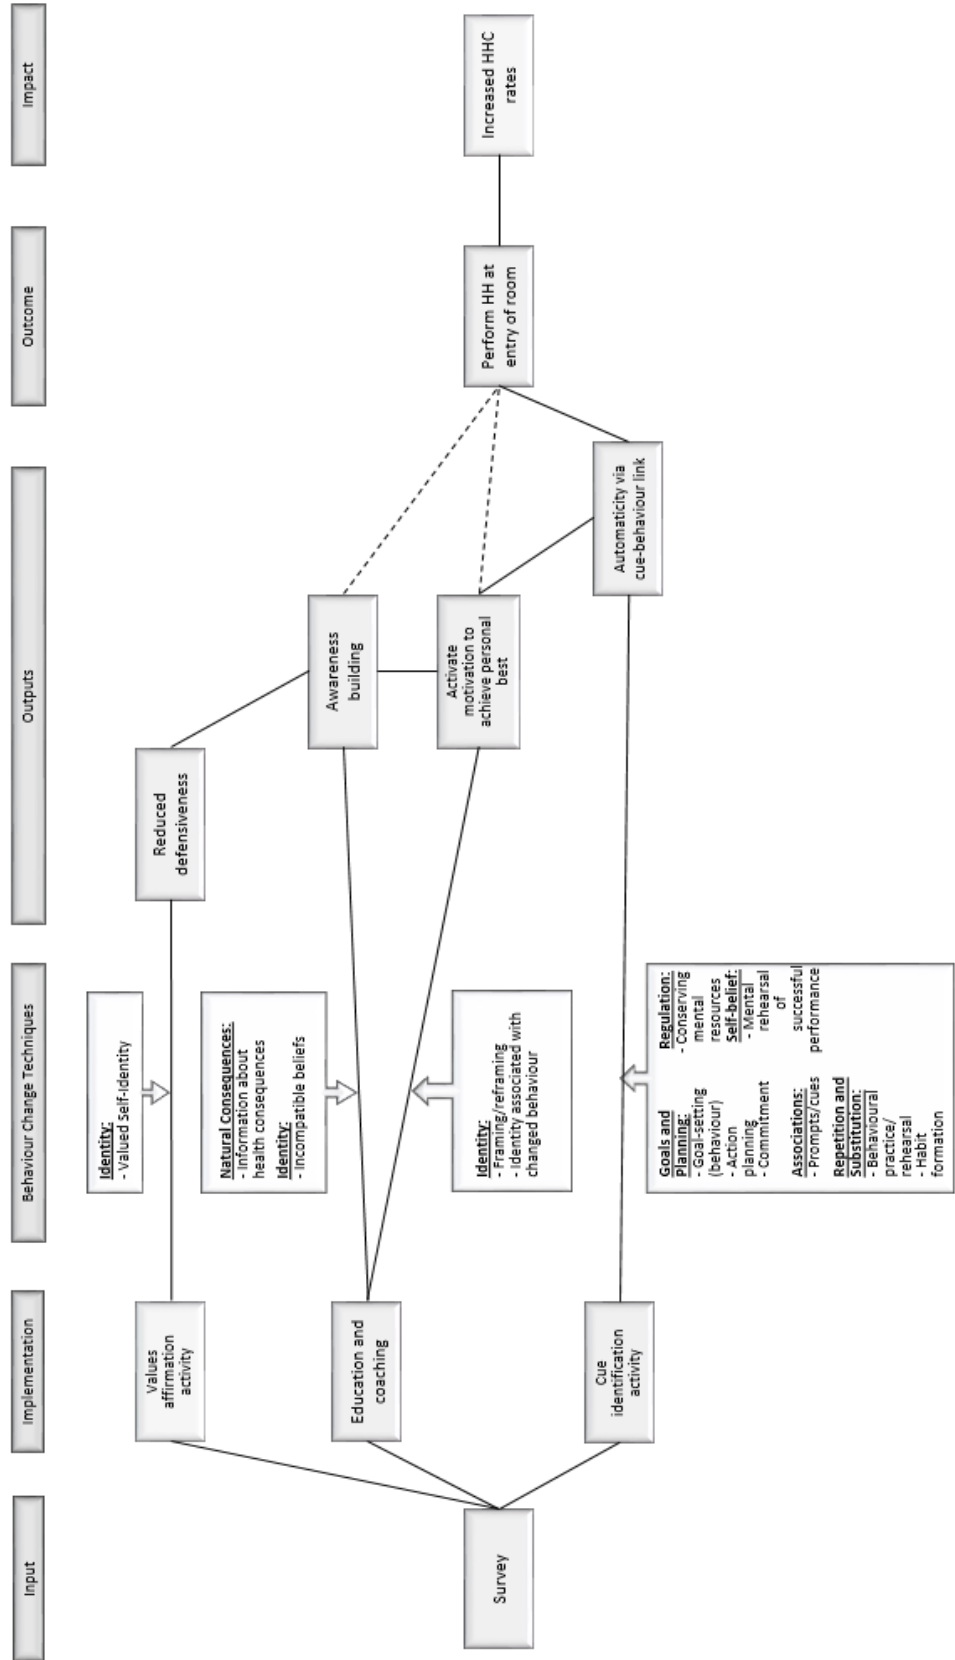 Input
Implementation
Behaviour Change Techniques
Outputs
Outcome
Impact
Survey
Values
affirmation
activity
Education and
coaching
Cue
identification
activity
Identity:
- Valued Self-Identity
Natural Consequences:
- Information about
health consequences
Identity:
- Incompatible beliefs
Identity:
- Framing/reframing
- Identity associated with
changed behaviour
Goals and
Planning:
- Goal-setting
(behaviour)
- Action
planning
- Commitment
Associations:
- Prompts/cues
Repetition and
Substitution:
- Behavioural
practice/
rehearsal
- Habit
formation
Regulation:
- Conserving
mental
resources
Self-belief:
- Mental
rehearsal
of
successful
performance
Reduced
defensiveness
Awareness
building
Activate
motivation to
achieve personal
best
Automaticity via
cue-behaviour link
Perform HH at
entry of room
Increased HHC
rates